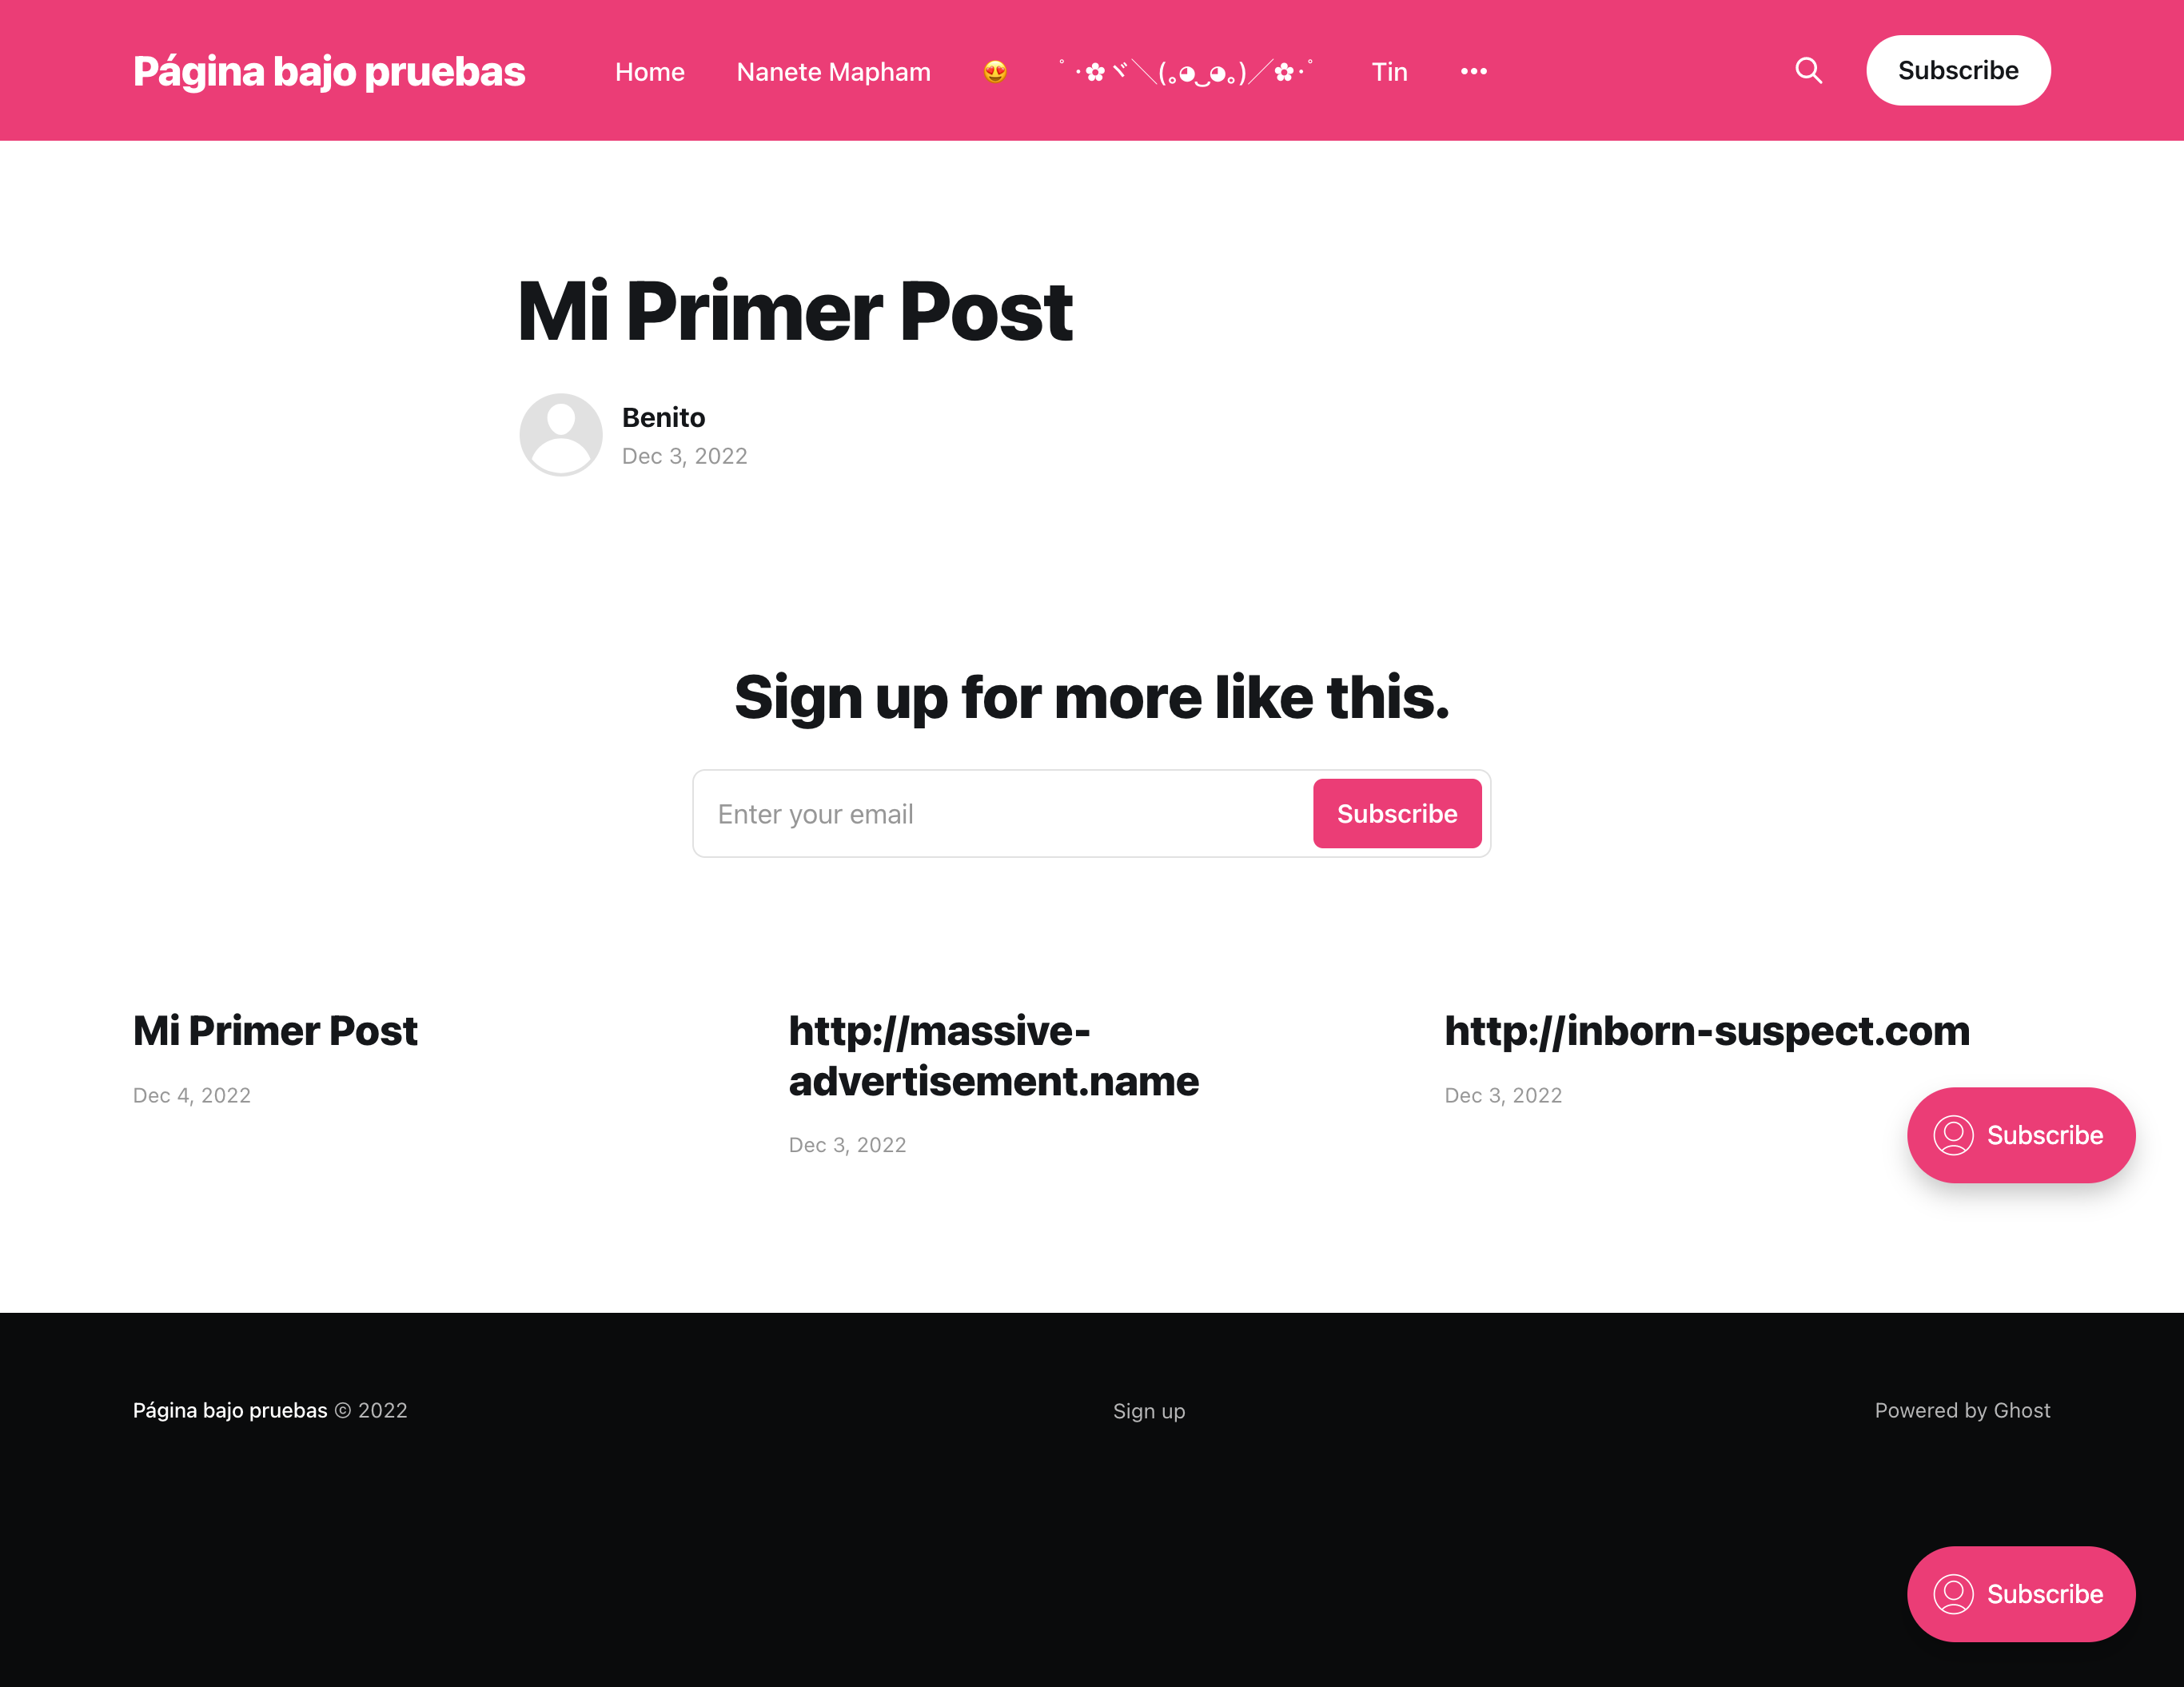 Página bajo pruebas
Home
Nanete Mapham
😍
ﾟ･✿ヾ╲(｡◕‿◕｡)╱✿･ﾟ
Tin
•••
Subscribe
Mi Primer Post
Benito
Dec 3, 2022
Sign up for more like this.
Enter your email
Subscribe
Mi Primer Post
Dec 4, 2022
http://massive-
advertisement.name
Dec 3, 2022
http://inborn-suspect.com
Dec 3, 2022
Subscribe
Página bajo pruebas © 2022
Sign up
Powered by Ghost
Subscribe